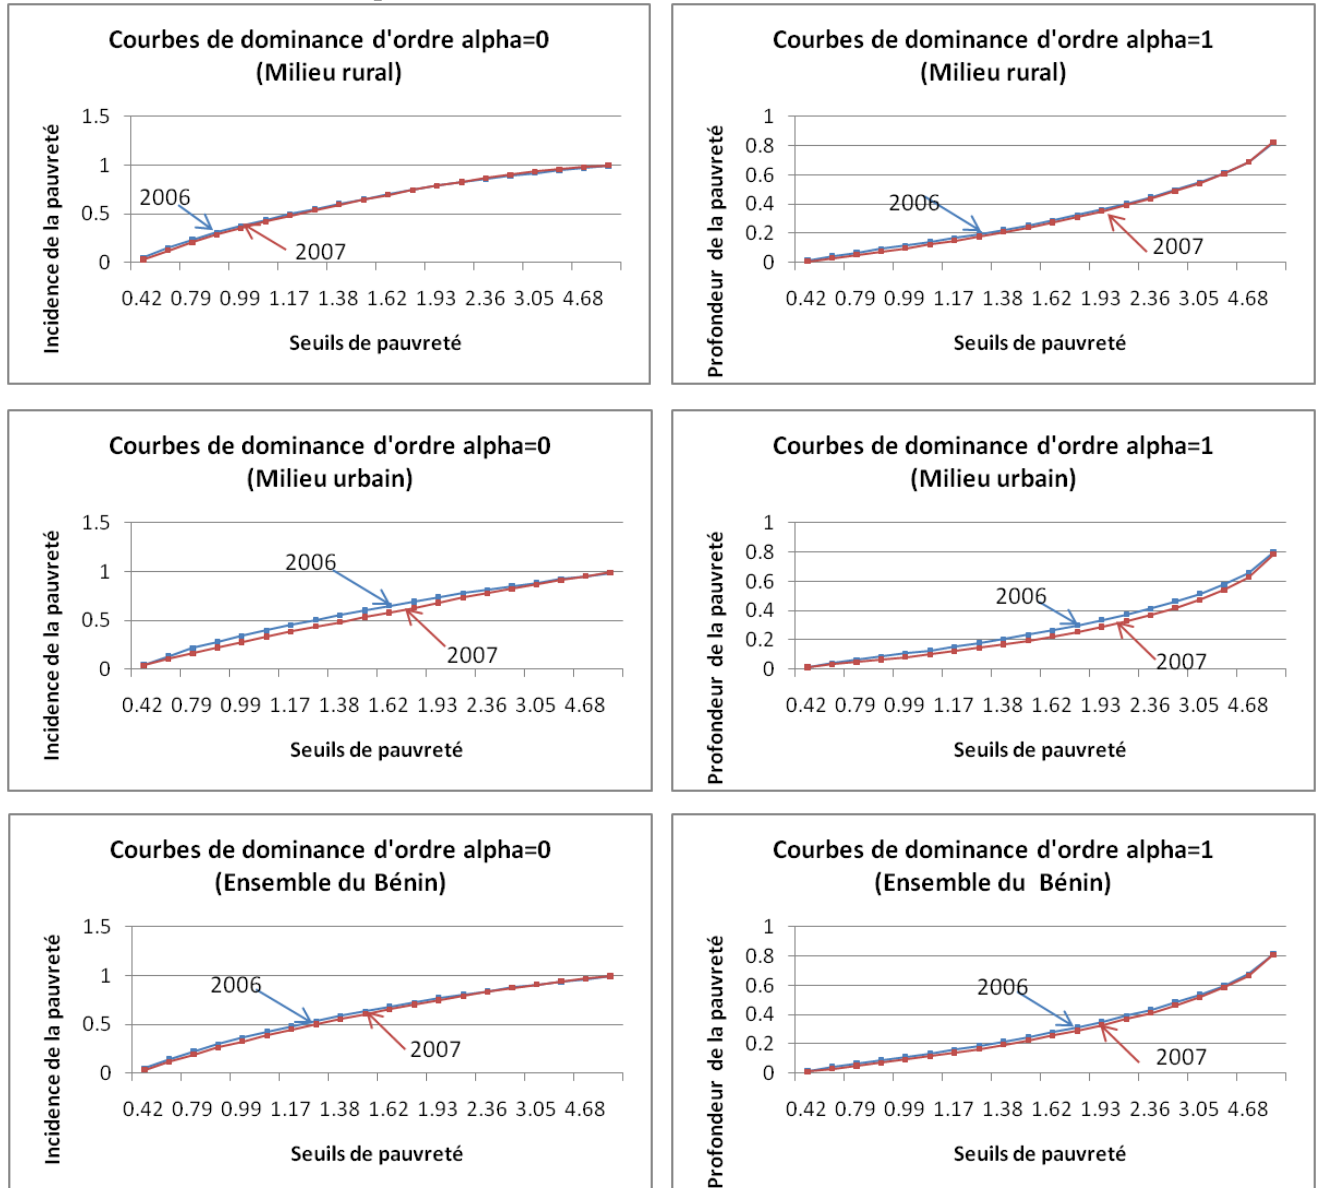 Courbes de dominance d'ordre alpha=0
(Milieu rural)
Incidence de la pauvreté
1.5
1
0.5
0
2006
2007
0.42 0.79 0.99 1.17 1.38 1.62 1.93 2.36 3.05 4.68
Seuils de pauvreté
Courbes de dominance d'ordre alpha=1
(Milieu rural)
Profondeur de la pauvreté
1
0.8
0.6
0.4
0.2
0
2006
2007
0.42 0.79 0.99 1.17 1.38 1.62 1.93 2.36 3.05 4.68
Seuils de pauvreté
Courbes de dominance d'ordre alpha=0
(Milieu urbain)
Incidence de la pauvreté
1.5
1
0.5
0
2006
2007
0.42 0.79 0.99 1.17 1.38 1.62 1.93 2.36 3.05 4.68
Seuils de pauvreté
Courbes de dominance d'ordre alpha=1
(Milieu urbain)
Profondeur de la pauvreté
1
0.8
0.6
0.4
0.2
0
2006
2007
0.42 0.79 0.99 1.17 1.38 1.62 1.93 2.36 3.05 4.68
Seuils de pauvreté
Courbes de dominance d'ordre alpha=0
(Ensemble du Bénin)
Incidence de la pauvreté
1.5
1
0.5
0
2006
2007
0.42 0.79 0.99 1.17 1.38 1.62 1.93 2.36 3.05 4.68
Seuils de pauvreté
Courbes de dominance d'ordre alpha=1
(Ensemble du Bénin)
Profondeur de la pauvreté
1
0.8
0.6
0.4
0.2
0
2006
2007
0.42 0.79 0.99 1.17 1.38 1.62 1.93 2.36 3.05 4.68
Seuils de pauvreté